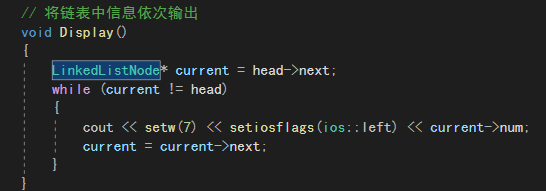 // 将链表中信息依次输出
void Display()
{
LinkedListNode* current = head->next;
while (current != head)
{
cout << setw(7) << setiosflags(ios::left) << current->num;
current = current->next;
}
}